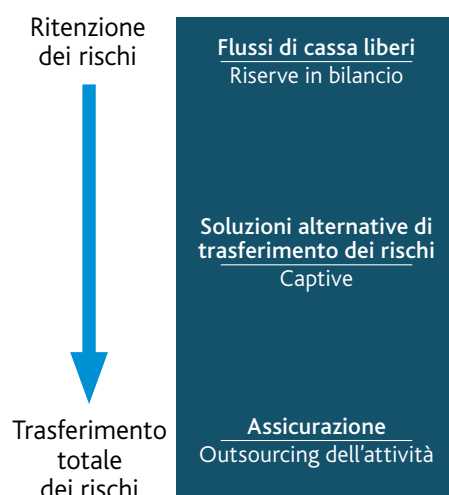 Ritenzione
dei rischi
Flussi di cassa liberi
Riserve in bilancio
Soluzioni alternative di
trasferimento dei rischi
Captive
Trasferimento
totale
dei rischi
Assicurazione
Outsourcing dell'attività